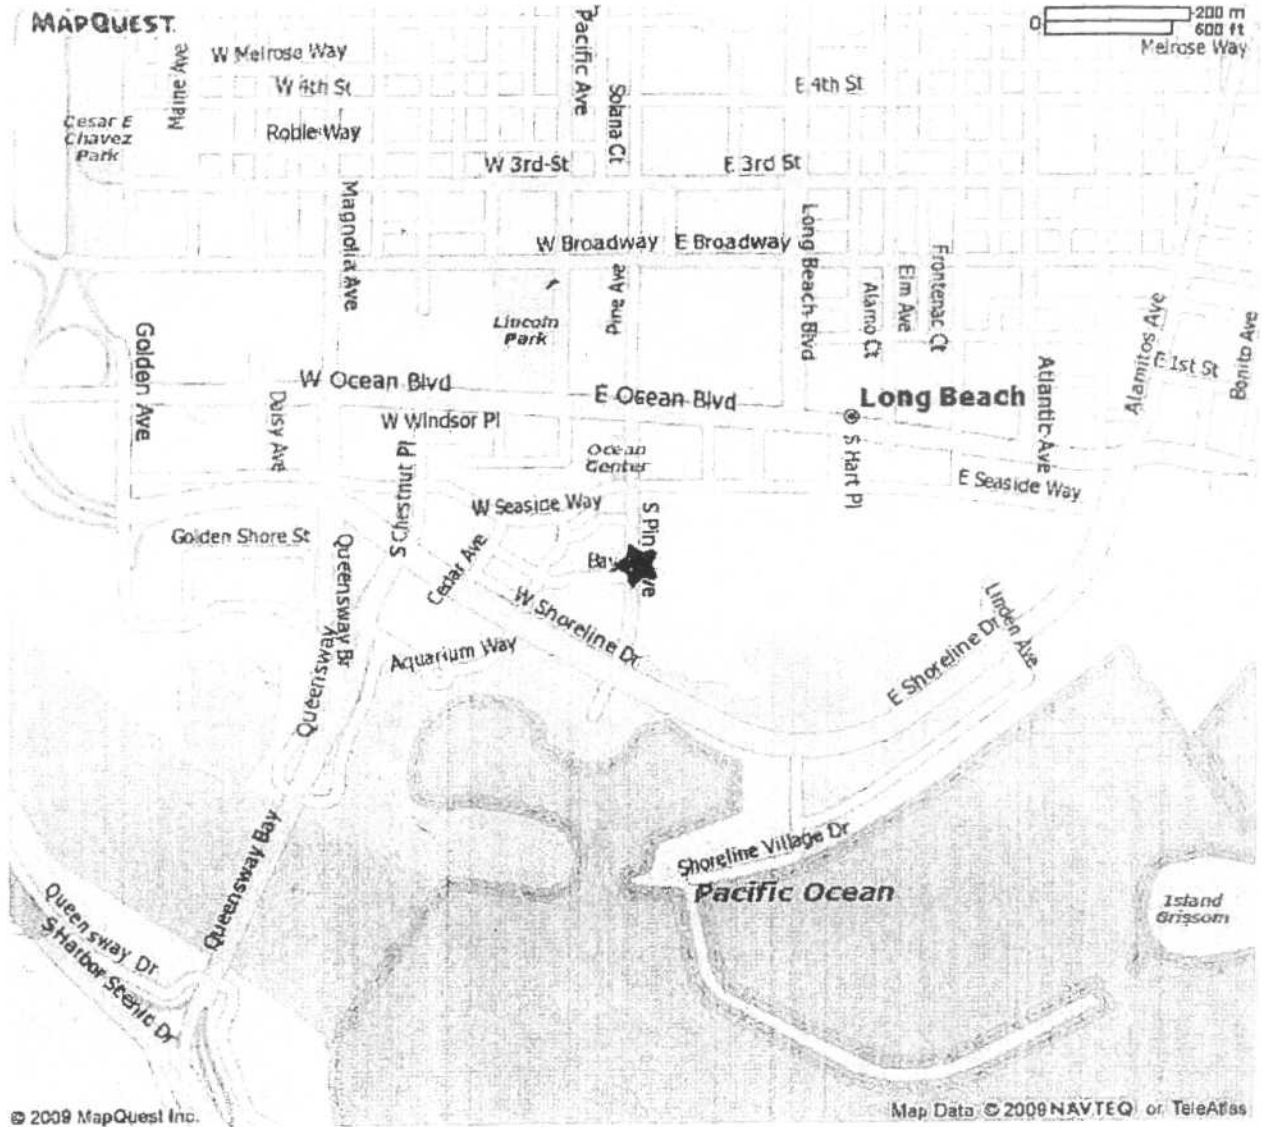 MAPQUEST.
0
200 m
600 ft
Melrose Way
Maine Ave
W Melrose Way
Pacific Ave
W 4th St
Solana Ct
E 4th St
Cesar E
Chavez
Park
Roble Way
W 3rd St
E 3rd St
Magnolia Ave
Long Beach Blvd
W Broadway
E Broadway
Pine Ave
Alamo Ct
Elm Ave
Frontenac Ct
Lincoln
Park
Golden Ave
Alamitos Ave
Bonito Ave
E 1st St
W Ocean Blvd
E Ocean Blvd
Long Beach
Atlantic Ave
Daisy Ave
W Windsor Pl
Ocean
Center
S Hart Pl
E Seaside Way
S Chestnut Pl
W Seaside Way
S Pin
ve
Bay
Golden Shore St
Queensway Br
Cedar Ave
W Shoreline Dr
Linden Ave
E Shoreline Dr
Aquarium Way
Queensway
Queensway Bay
Shoreline Village Dr
Pacific Ocean
Island
Grissom
Queensway Dr
S Harbor Scenic Dr
© 2009 MapQuest Inc.
Map Data © 2009 NAVTEQ or TeleAtlas